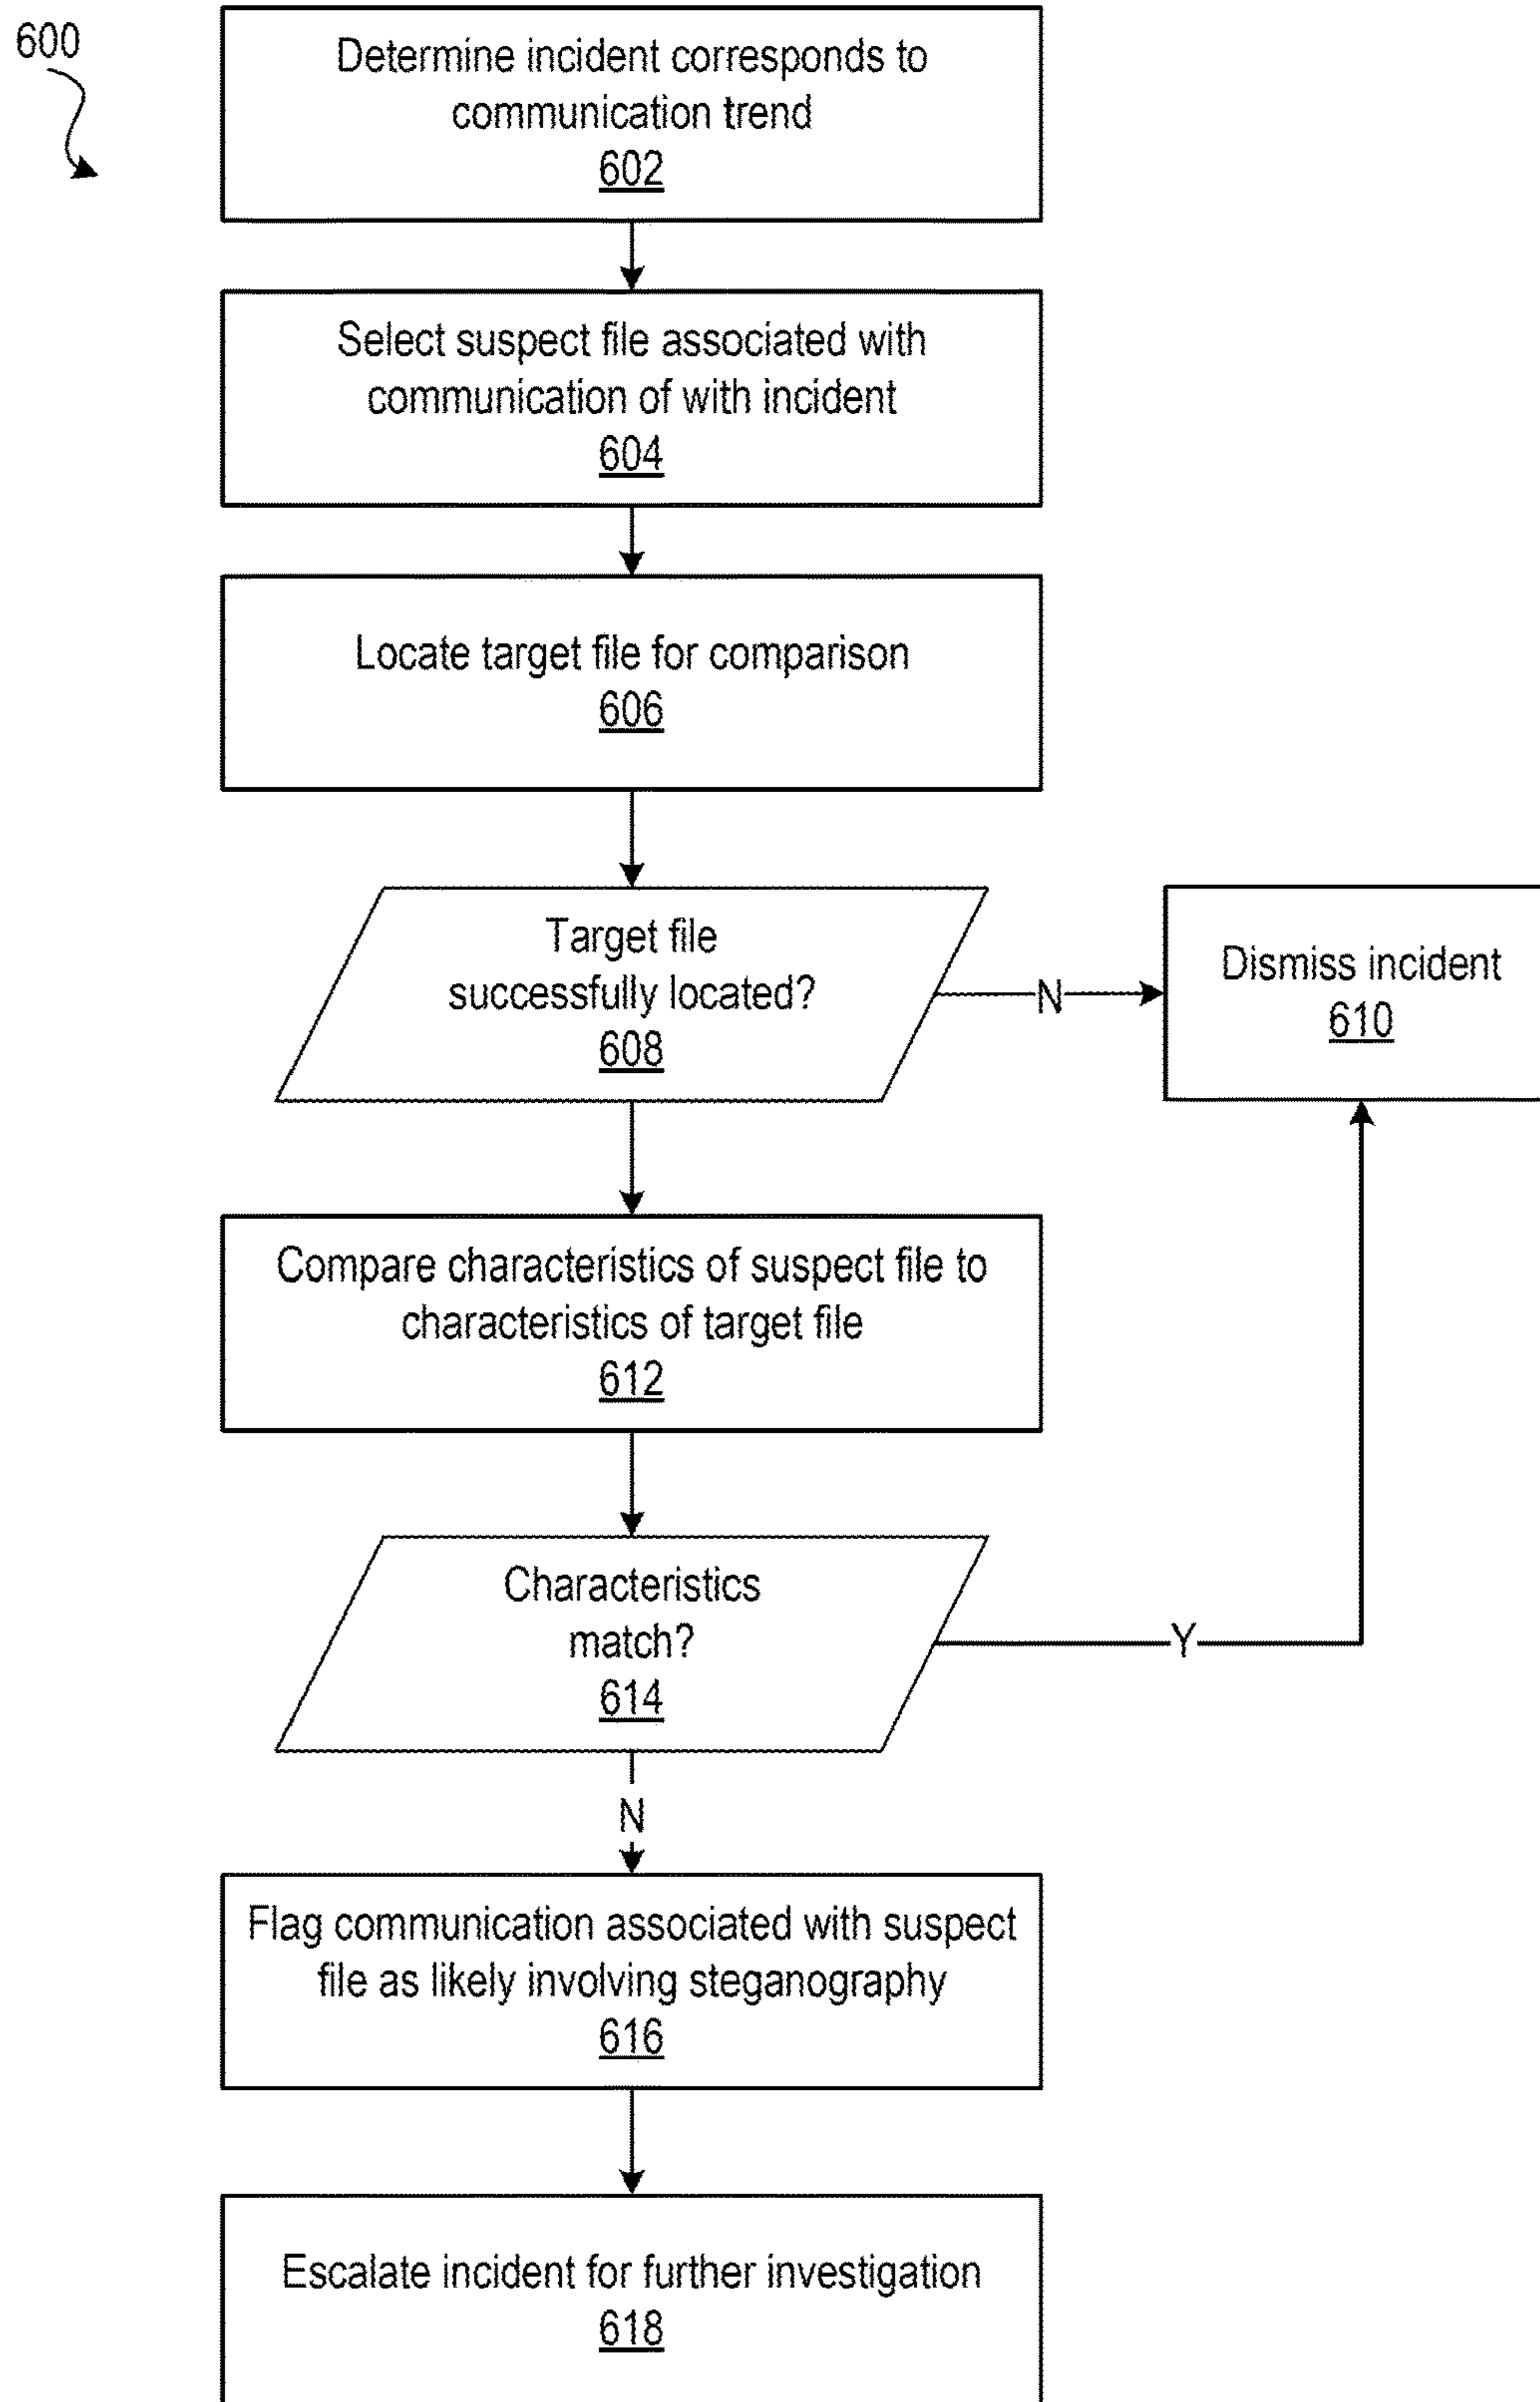 600
Determine incident corresponds to
communication trend
602
Select suspect file associated with
communication of with incident
604
Locate target file for comparison
606
Target file
successfully located?
608
N
Dismiss incident
610
Compare characteristics of suspect file to
characteristics of target file
612
Characteristics
match?
614
Y
N
Flag communication associated with suspect
file as likely involving steganography
616
Escalate incident for further investigation
618